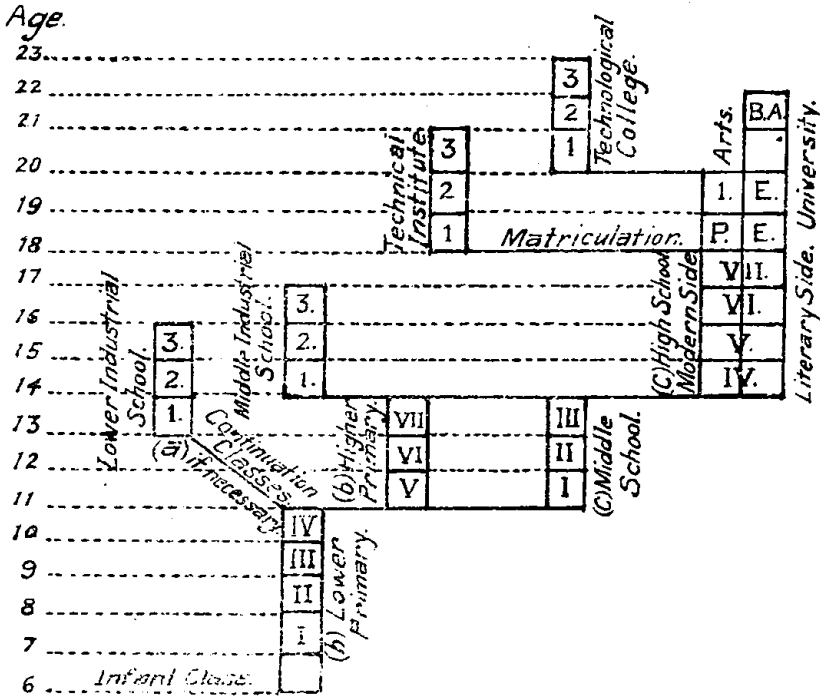 Age.
23
22
21
20
19
18
17
16
15
14
13
12
11
10
9
8
7
6
3
2
1
Technological
College.
3
2
1
Technical
Institute.
Arts.
B.A.
1. E.
P. E.
University.
Matriculation.
VII.
VI.
V.
IV.
(C) High School
Modern Side
Literary Side.
3.
2.
1.
Middle Industrial
School.
3.
2.
1.
Lower Industrial
School.
(a) if necessary
Continuation
Classes.
VII
VI
V
(b) Higher
Primary.
III
II
I
(C) Middle
School.
IV
III
II
I
(b) Lower
Primary.
Infant Class.